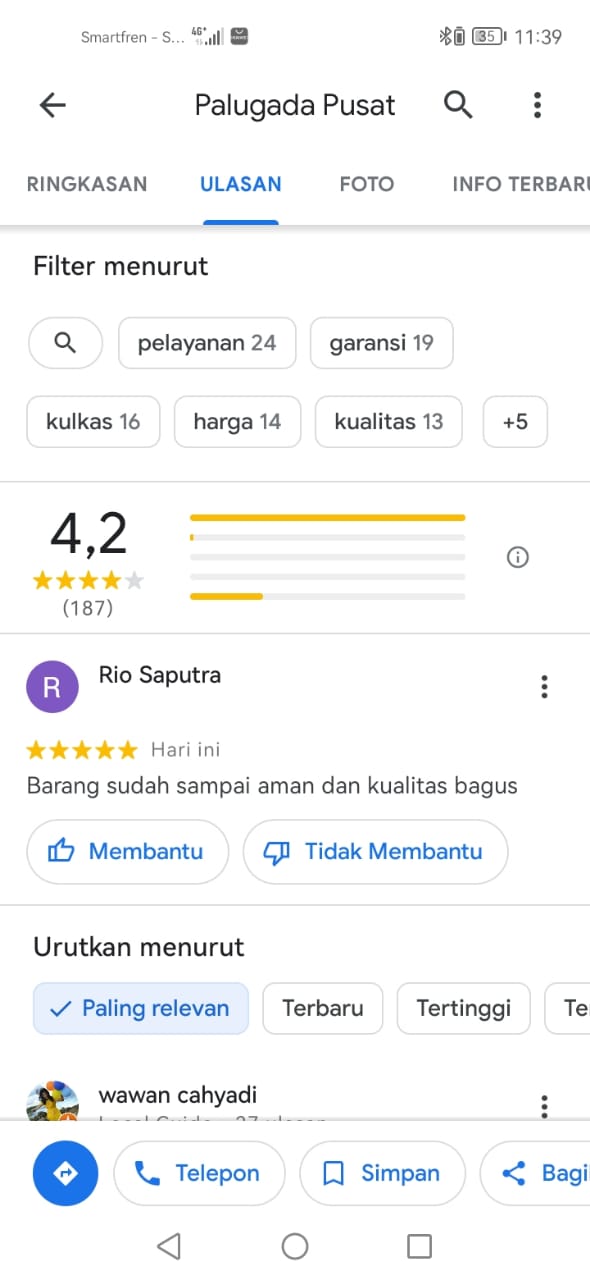 Smartfren - S... 4G+ 35 11:39
Palugada Pusat
RINGKASAN ULASAN FOTO INFO TERBARU
Filter menurut
pelayanan 24 garansi 19
kulkas 16 harga 14 kualitas 13 +5
4,2
(187)
R Rio Saputra
Hari ini
Barang sudah sampai aman dan kualitas bagus
Membantu Tidak Membantu
Urutkan menurut
Paling relevan Terbaru Tertinggi Te
wawan cahyadi
Telepon Simpan Bagi